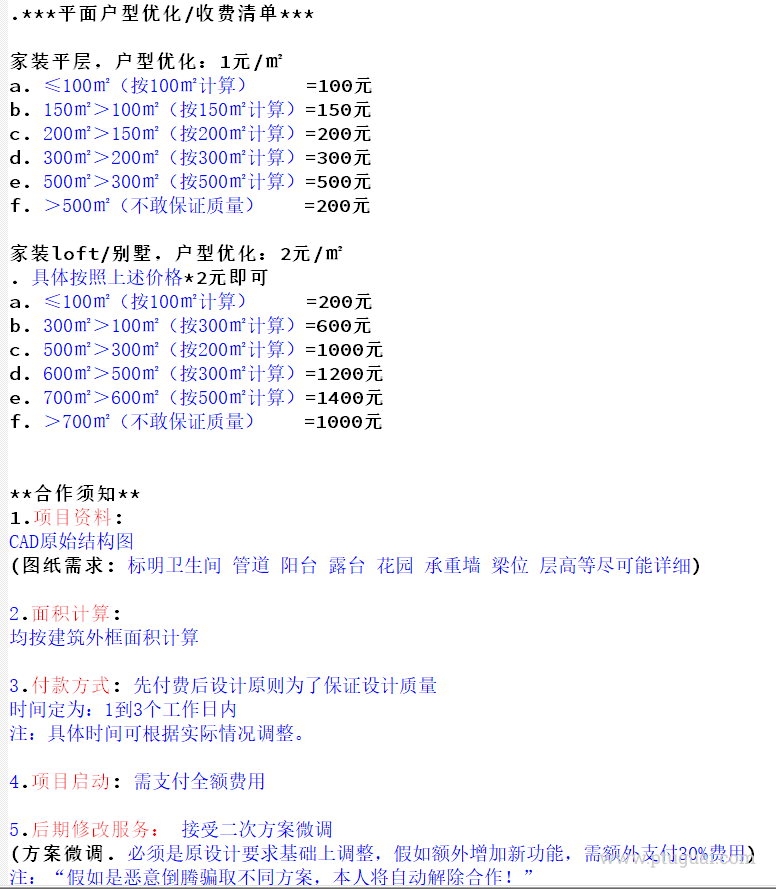 .***平面户型优化/收费清单***
家装平层．户型优化：1元/㎡
a. ≤100㎡（按100㎡计算） =100元
b. 150㎡＞100㎡（按150㎡计算）=150元
c. 200㎡＞150㎡（按200㎡计算）=200元
d. 300㎡＞200㎡（按300㎡计算）=300元
e. 500㎡＞300㎡（按500㎡计算）=500元
f. ＞500㎡（不敢保证质量） =200元
家装loft/别墅．户型优化：2元/㎡
. 具体按照上述价格*2元即可
a. ≤100㎡（按100㎡计算） =200元
b. 300㎡＞100㎡（按300㎡计算）=600元
c. 500㎡＞300㎡（按200㎡计算）=1000元
d. 600㎡＞500㎡（按300㎡计算）=1200元
e. 700㎡＞600㎡（按500㎡计算）=1400元
f. ＞700㎡（不敢保证质量） =1000元
**合作须知**
1.项目资料:
CAD原始结构图
(图纸需求: 标明卫生间 管道 阳台 露台 花园 承重墙 梁位 层高等尽可能详细)
2.面积计算:
均按建筑外框面积计算
3.付款方式: 先付费后设计原则为了保证设计质量
时间定为：1到3个工作日内
注：具体时间可根据实际情况调整。
4.项目启动: 需支付全额费用
5.后期修改服务： 接受二次方案微调
(方案微调. 必须是原设计要求基础上调整，假如额外增加新功能，需额外支付30%费用)
注：“假如是恶意倒腾骗取不同方案，本人将自动解除合作！”